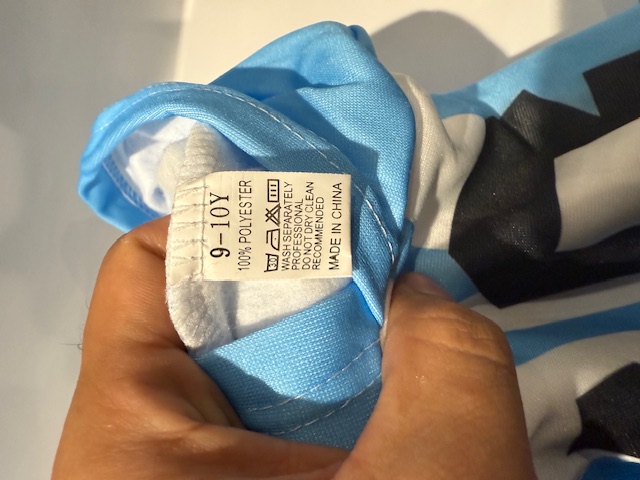 9-10Y
100% POLYESTER
WASH SEPARATELY
PROFESSIONAL
DO NOT DRY CLEAN
RECOMMENDED
MADE IN CHINA